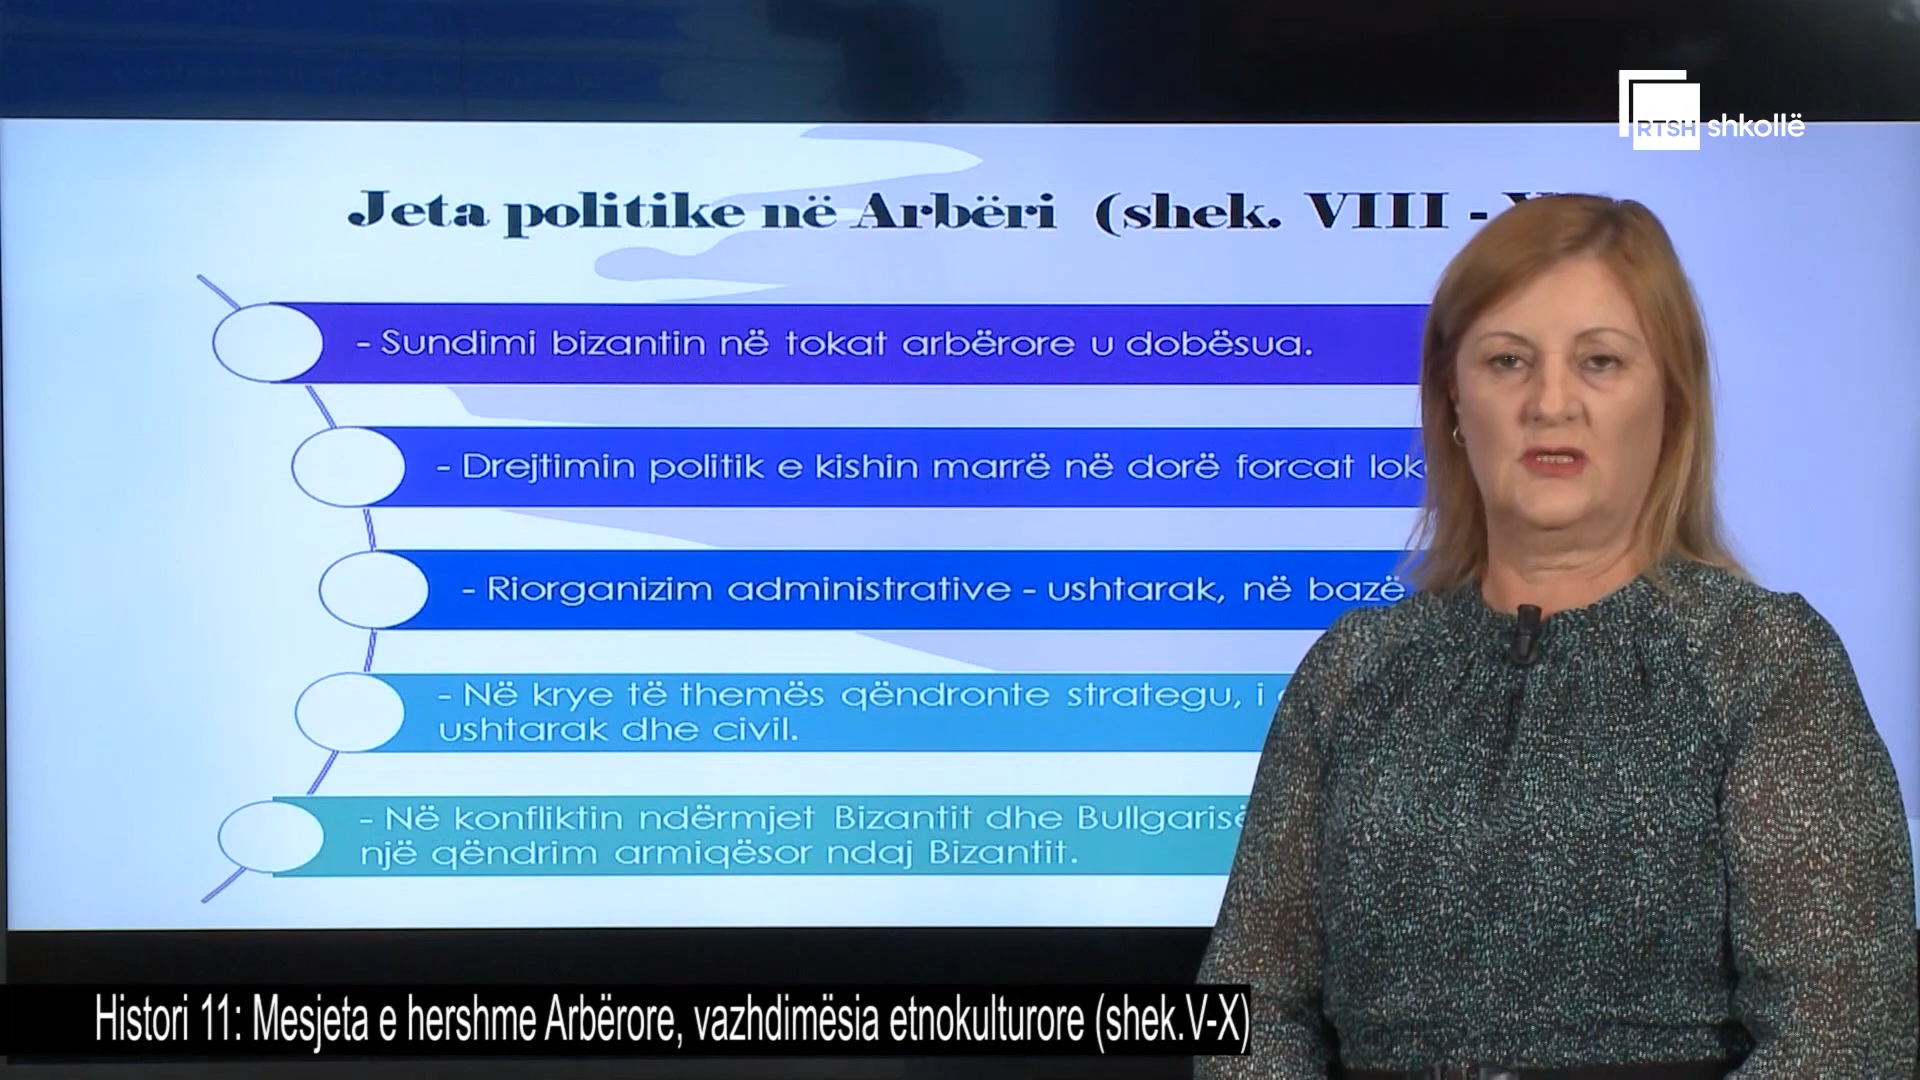 RTSH shkollë
Jeta politike në Arbëri (shek. VIII -
- Sundimi bizantin në tokat arbërore u dobësua.
- Drejtimin politik e kishin marrë në dorë forcat
- Riorganizim administrative - ushtarak, në bazë
- Në krye të themës qëndronte strategu, i
ushtarak dhe civil.
- Në konfliktin ndërmjet Bizantit dhe
një qëndrim armiqësor ndaj Bizantit.
Histori 11: Mesjeta e hershme Arbërore, vazhdimësia etnokulturore (shek.V-X)